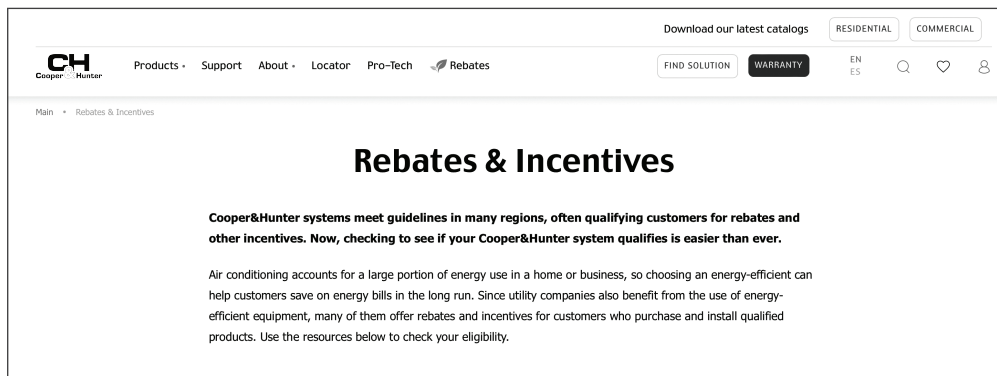 Download our latest catalogs RESIDENTIAL COMMERCIAL
CH
Cooper&Hunter
Products Support About Locator Pro-Tech Rebates FIND SOLUTION WARRANTY EN
ES
Main • Rebates & Incentives
Rebates & Incentives
Cooper&Hunter systems meet guidelines in many regions, often qualifying customers for rebates and
other incentives. Now, checking to see if your Cooper&Hunter system qualifies is easier than ever.
Air conditioning accounts for a large portion of energy use in a home or business, so choosing an energy-efficient can
help customers save on energy bills in the long run. Since utility companies also benefit from the use of energy-
efficient equipment, many of them offer rebates and incentives for customers who purchase and install qualified
products. Use the resources below to check your eligibility.